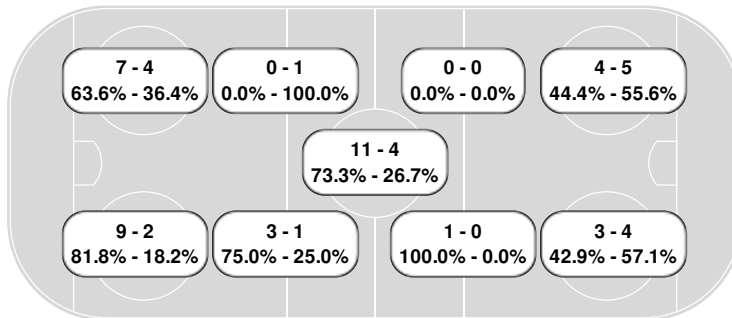 7 - 4
63.6% - 36.4%
0 - 1
0.0% - 100.0%
0 - 0
0.0% - 0.0%
4 - 5
44.4% - 55.6%
11 - 4
73.3% - 26.7%
9 - 2
81.8% - 18.2%
3 - 1
75.0% - 25.0%
1 - 0
100.0% - 0.0%
3 - 4
42.9% - 57.1%